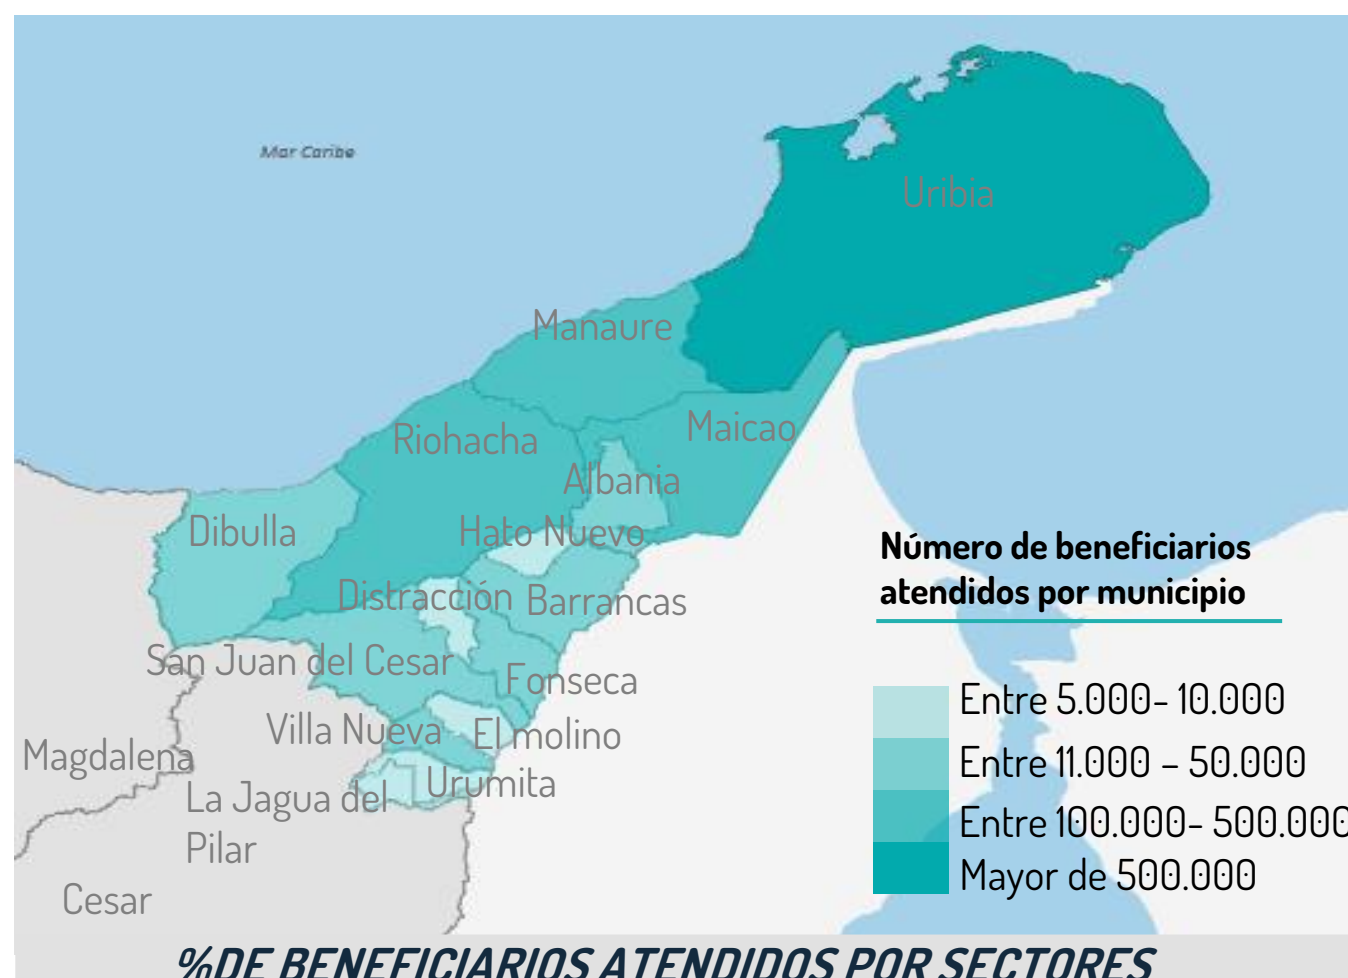 Mar Caribe
Uribia
Manaure
Maicao
Riohacha
Albania
Dibulla
Hato Nuevo
Distracción
Barrancas
San Juan del Cesar
Fonseca
Villa Nueva
El molino
Magdalena
Urumita
La Jagua del
Pilar
Cesar
Número de beneficiarios
atendidos por municipio
Entre 5.000- 10.000
Entre 11.000 – 50.000
Entre 100.000- 500.000
Mayor de 500.000
%DE BENEFICIARIOS ATENDIDOS POR SECTORES